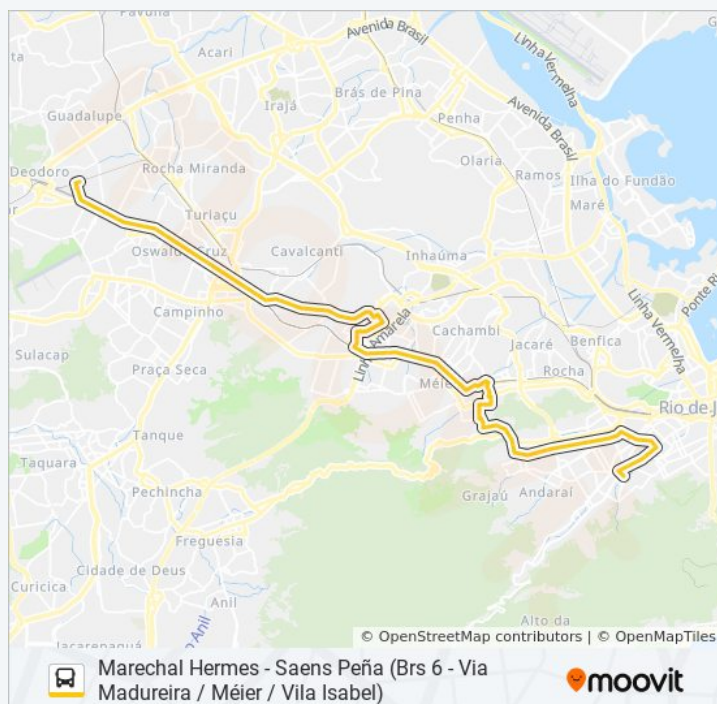 Pavuna
Acari
Avenida Brasil
Linha Vermelha
Brás de Pina
Irajá
Guadalupe
Penha
Avenida Brasil
Deodoro
Rocha Miranda
Olaria
Ramos
Ilha do Fundão
Turiaçu
Maré
Oswaldo Cruz
Cavalcanti
Inhaúma
Ponte Ri
Linha Vermelha
Campinho
Linha Amarela
Cachambi
Sulacap
Jacaré
Benfica
Praça Seca
Méier
Rocha
Rio de J
Tanque
Taquara
Pechincha
Grajaú
Andaraí
Freguesia
Cidade de Deus
Curicica
Anil
Rio Anil
Alto da
Jacarepaguá
© OpenStreetMap contributors | © OpenMapTiles
Marechal Hermes - Saens Peña (Brs 6 - Via
Madureira / Méier / Vila Isabel)
moovit